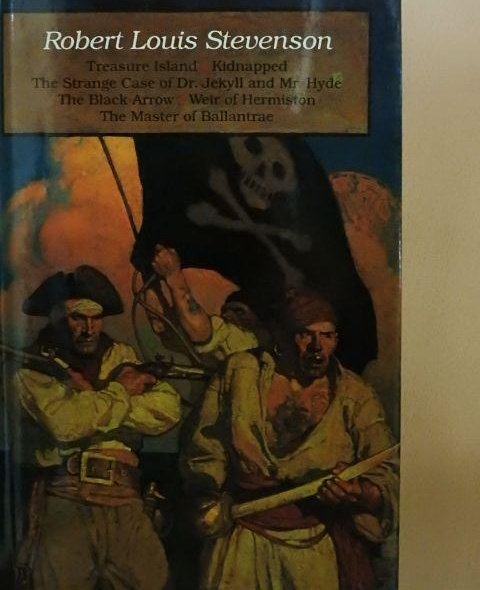 Robert Louis Stevenson
Treasure Island Kidnapped
The Strange Case of Dr. Jekyll and Mr Hyde
The Black Arrow Weir of Hermiston
The Master of Ballantrae